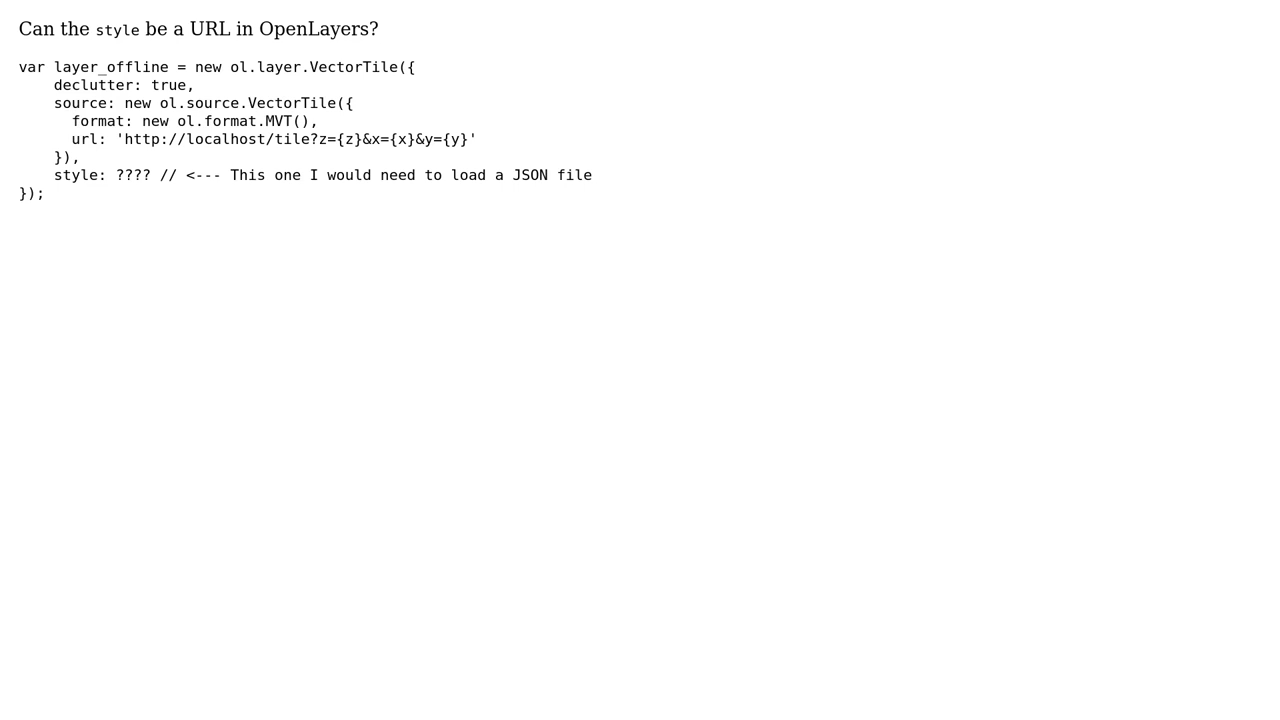 Can the style be a URL in OpenLayers?
var layer_offline = new ol.layer.VectorTile({
    declutter: true,
    source: new ol.source.VectorTile({
      format: new ol.format.MVT(),
      url: 'http://localhost/tile?z={z}&x={x}&y={y}'
    }),
    style: ???? // <--- This one I would need to load a JSON file
});